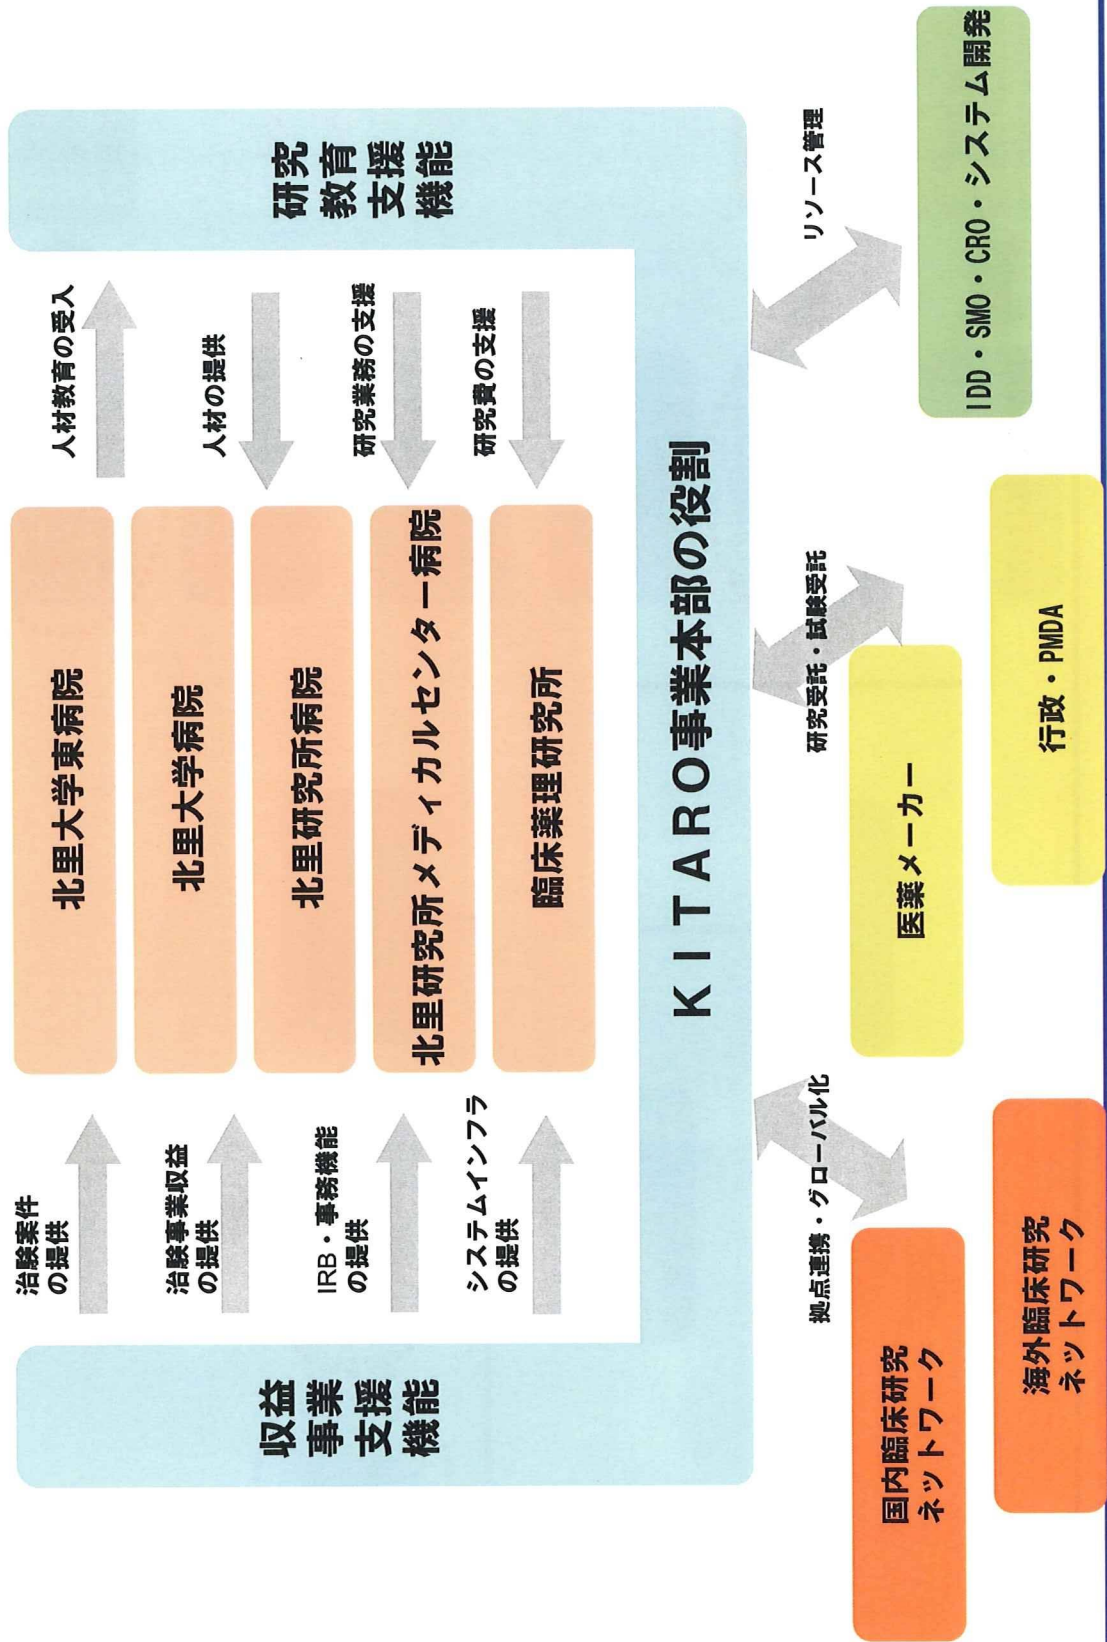 収益
事業
支援
機能
治験案件
の提供
治験事業収益
の提供
IRB・事務機能
の提供
システムインフラ
の提供
北里大学東病院
北里大学病院
北里研究所病院
北里研究所メディカルセンター病院
臨床薬理研究所
人材教育の受入
人材の提供
研究業務の支援
研究費の支援
研究
教育
支援
機能
KITARO事業本部の役割
拠点連携・グローバル化
研究受託・試験受託
リソース管理
国内臨床研究
ネットワーク
海外臨床研究
ネットワーク
医薬メーカー
行政・PMDA
IDD・SMO・CRO・システム開発